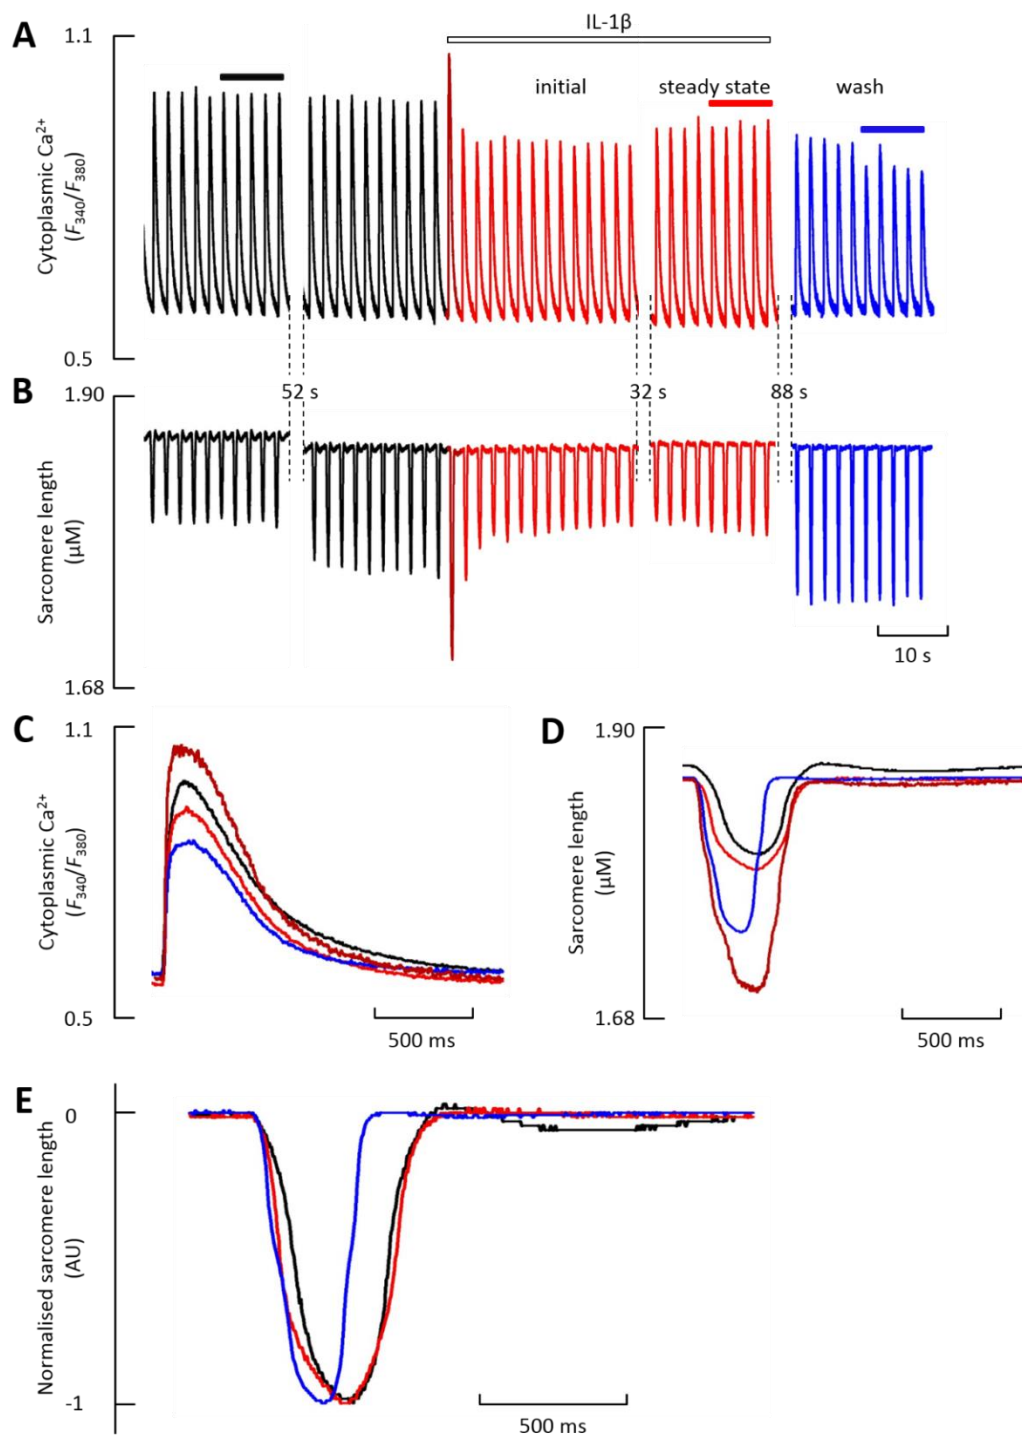 A
1.1
IL-1β
initial
steady state
wash
Cytoplasmic Ca²⁺
(F₃₄₀/F₃₈₀)
0.5
B
1.90
52 s
32 s
88 s
Sarcomere length
(μM)
10 s
1.68
C
1.1
Cytoplasmic Ca²⁺
(F₃₄₀/F₃₈₀)
0.5
500 ms
D
1.90
Sarcomere length
(μM)
1.68
500 ms
E
0
Normalised sarcomere length
(AU)
-1
500 ms